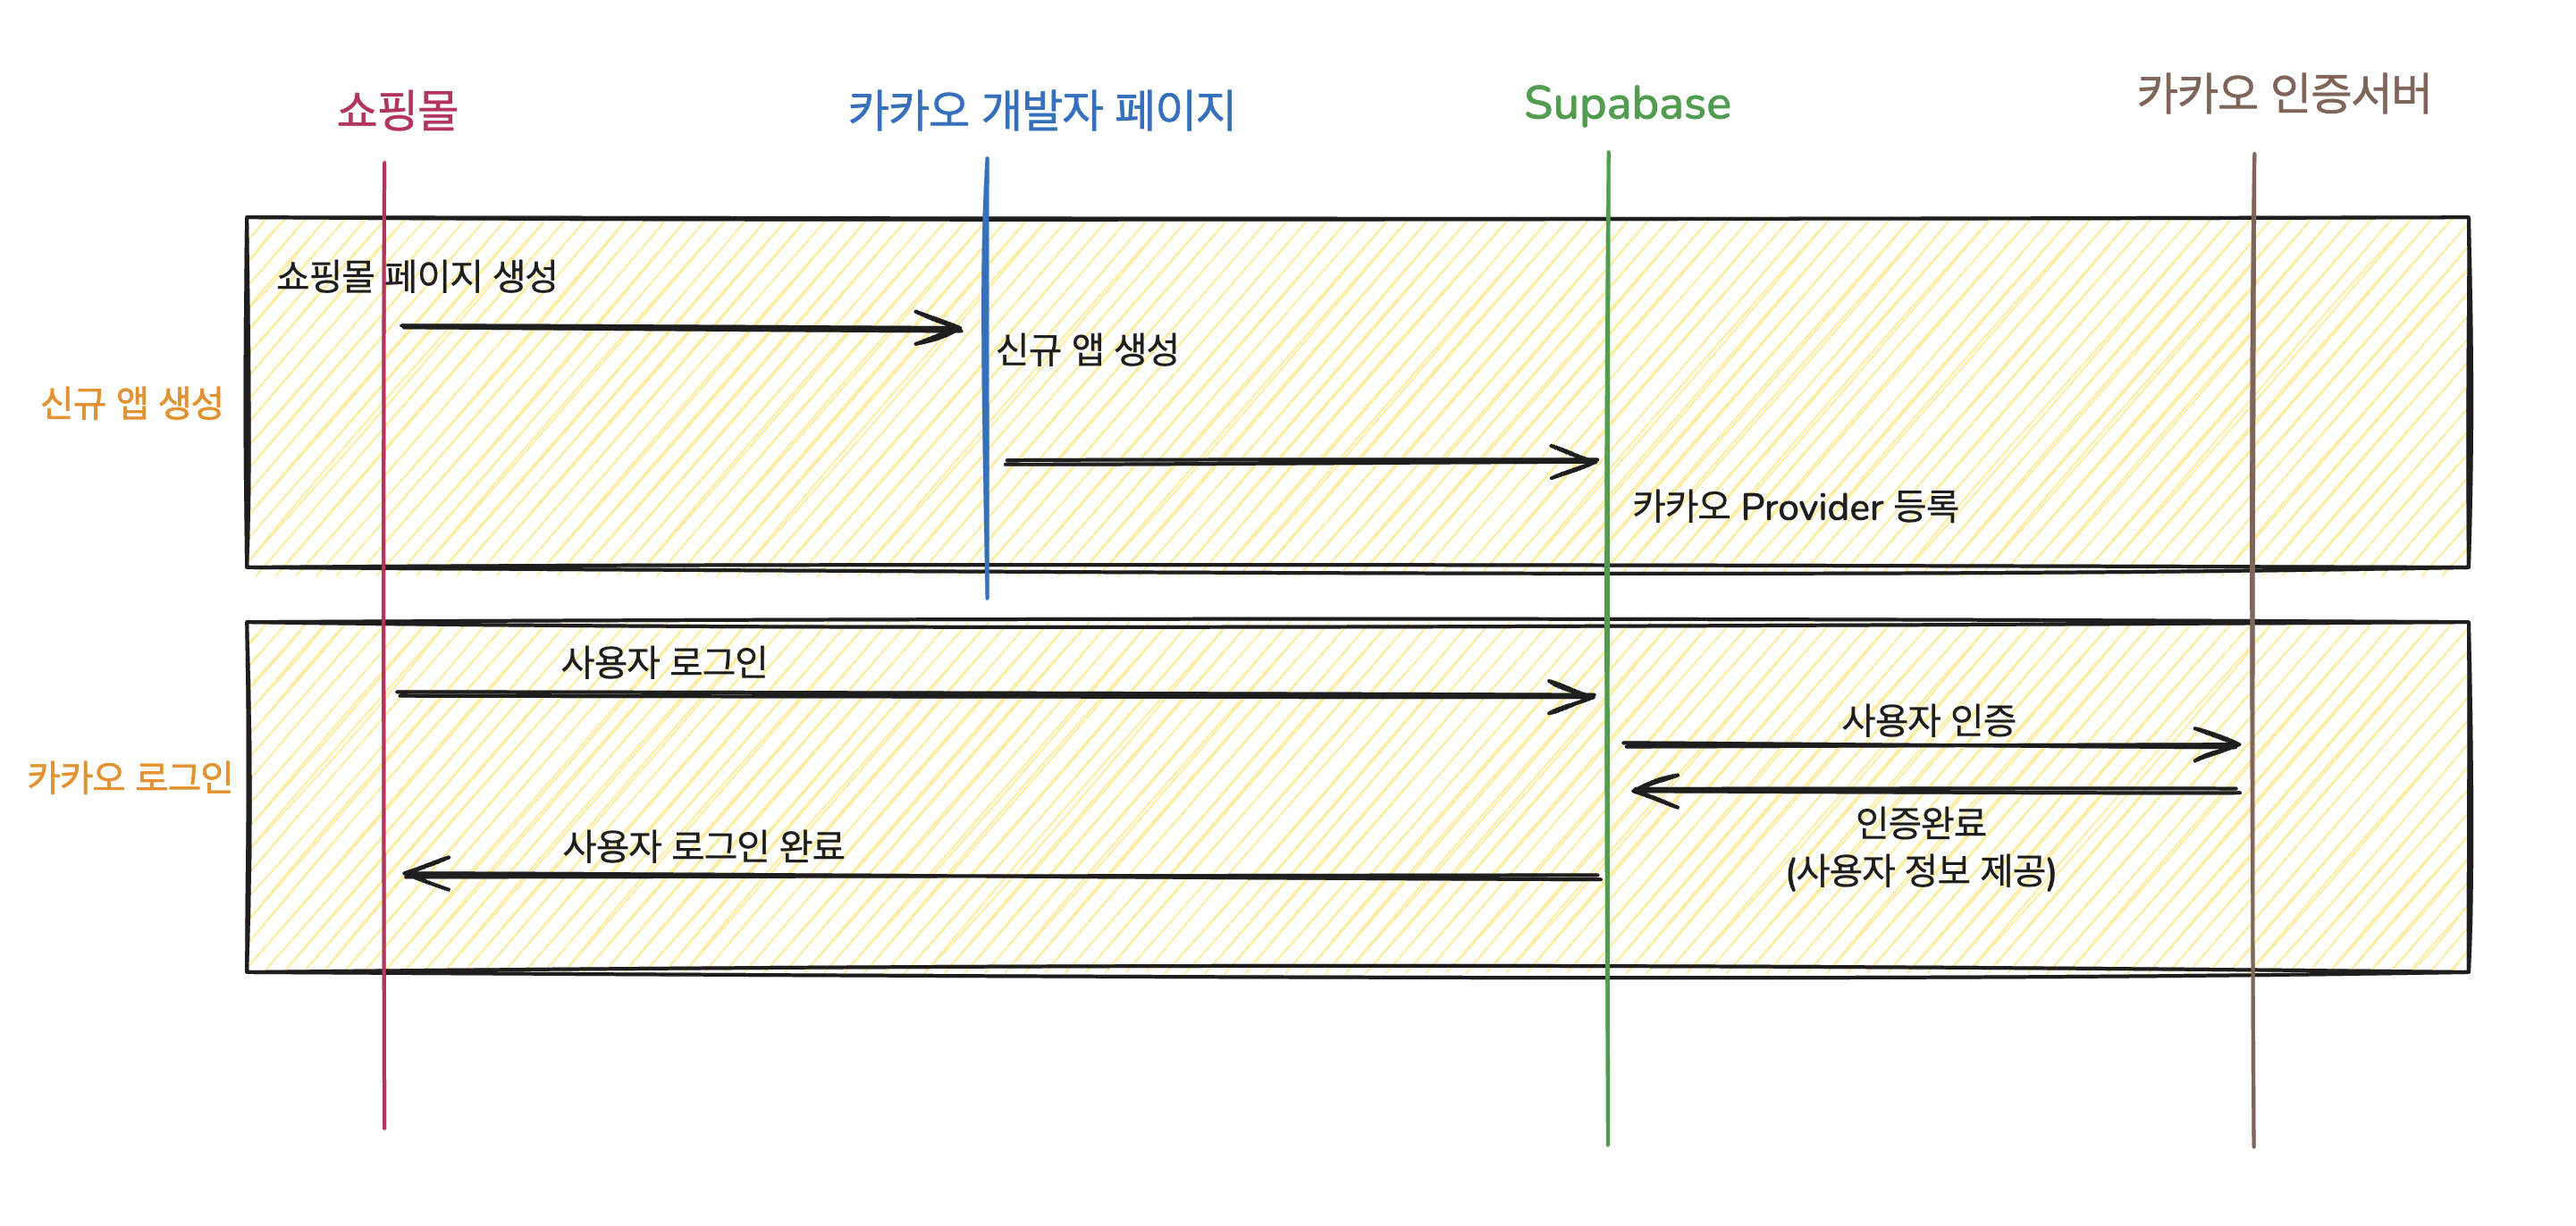 쇼핑몰
카카오 개발자 페이지
Supabase
카카오 인증서버
쇼핑몰 페이지 생성
신규 앱 생성
신규 앱 생성
카카오 Provider 등록
사용자 로그인
사용자 인증
카카오 로그인
인증완료
(사용자 정보 제공)
사용자 로그인 완료